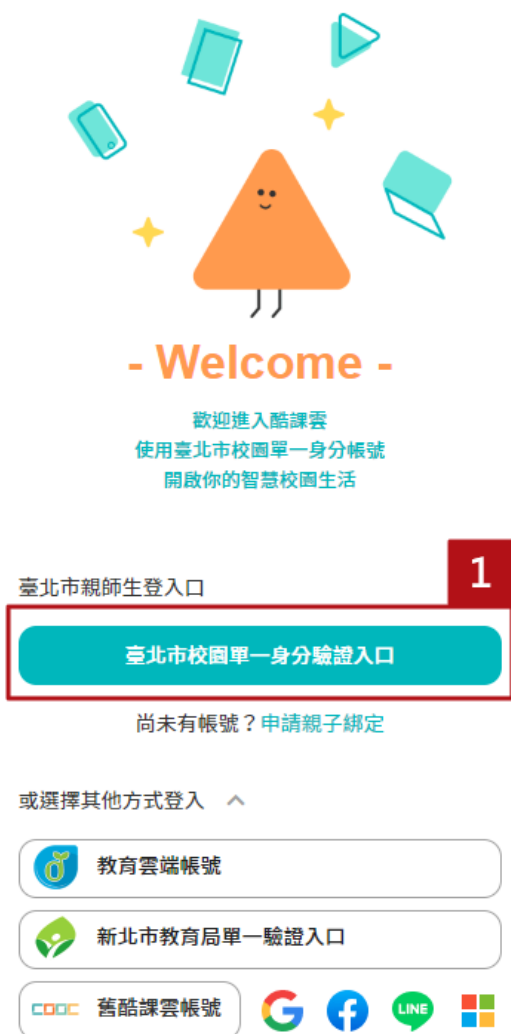 - Welcome -
歡迎進入酷課雲
使用臺北市校園單一身分帳號
開啟你的智慧校園生活
1
臺北市親師生登入口
臺北市校園單一身分驗證入口
尚未有帳號？申請親子綁定
或選擇其他方式登入
教育雲端帳號
新北市教育局單一驗證入口
COOC 舊酷課雲帳號 LINE